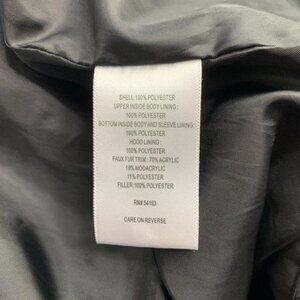 SHELL:100% POLYESTER
UPPER INSIDE BODY LINING :
100% POLYESTER
BOTTOM INSIDE BODY AND SLEEVE LINING:
100% POLYESTER
HOOD LINING :
100% POLYESTER
FAUX FUR TRIM : 70% ACRYLIC
19% MODACRYLIC
11% POLYESTER
FILLER:100% POLYESTER
RN# 54163
CARE ON REVERSE